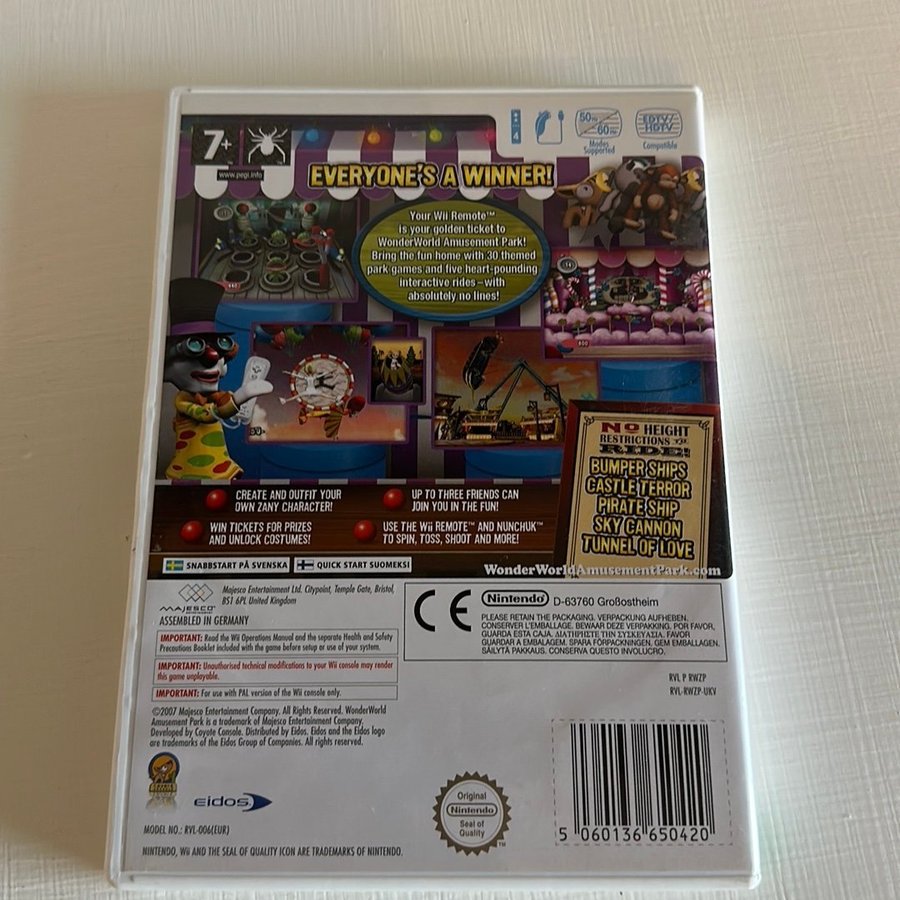 4
50Hz
60Hz
Modes
Supported
EDTV/
HDTV
Compatible
7+
www.pegi.info
EVERYONE'S A WINNER!
Your Wii Remote™
is your golden ticket to
WonderWorld Amusement Park!
Bring the fun home with 30 themed
park games and five heart-pounding
interactive rides – with
absolutely no lines!
NO HEIGHT
RESTRICTIONS TO
RIDE!
BUMPER SHIPS
CASTLE TERROR
PIRATE SHIP
SKY CANNON
TUNNEL OF LOVE
CREATE AND OUTFIT YOUR
OWN ZANY CHARACTER!
UP TO THREE FRIENDS CAN
JOIN YOU IN THE FUN!
WIN TICKETS FOR PRIZES
AND UNLOCK COSTUMES!
USE THE Wii REMOTE™ AND NUNCHUK™
TO SPIN, TOSS, SHOOT AND MORE!
SNABBSTART PÅ SVENSKA
QUICK START SUOMEKSI
WonderWorldAmusementPark.com
MAJESCO
Majesco Entertainment Ltd. Citypoint, Temple Gate, Bristol,
BS1 6PL United Kingdom
ASSEMBLED IN GERMANY
IMPORTANT: Read the Wii Operations Manual and the separate Health and Safety
Precautions Booklet included with the game before setup or use of your system.
IMPORTANT: Unauthorised technical modifications to your Wii console may render
this game unplayable.
IMPORTANT: For use with PAL version of the Wii console only.
CE
Nintendo D-63760 Großostheim
PLEASE RETAIN THE PACKAGING. VERPACKUNG AUFHEBEN.
CONSERVER L'EMBALLAGE. BEWAAR DEZE VERPAKKING. POR FAVOR,
GUARDA ESTA CAJA. ΔΙΑΤΗΡΗΣΤΕ ΤΗΝ ΣΥΣΚΕΥΑΣΙΑ. FAVOR
GUARDAR A EMBALAGEM. SPARA FÖRPACKNINGEN. GEM EMBALLAGEN.
SÄILYTÄ PAKKAUS. CONSERVA QUESTO INVOLUCRO.
RVL P RWZP
RVL-RWZP-UKV
©2007 Majesco Entertainment Company. All Rights Reserved. WonderWorld
Amusement Park is a trademark of Majesco Entertainment Company.
Developed by Coyote Console. Distributed by Eidos. Eidos and the Eidos logo
are trademarks of the Eidos Group of Companies. All rights reserved.
eidos
Original
Nintendo
Seal of
Quality
TM
5 060136 650420
MODEL NO.: RVL-006(EUR)
NINTENDO, Wii AND THE SEAL OF QUALITY ICON ARE TRADEMARKS OF NINTENDO.